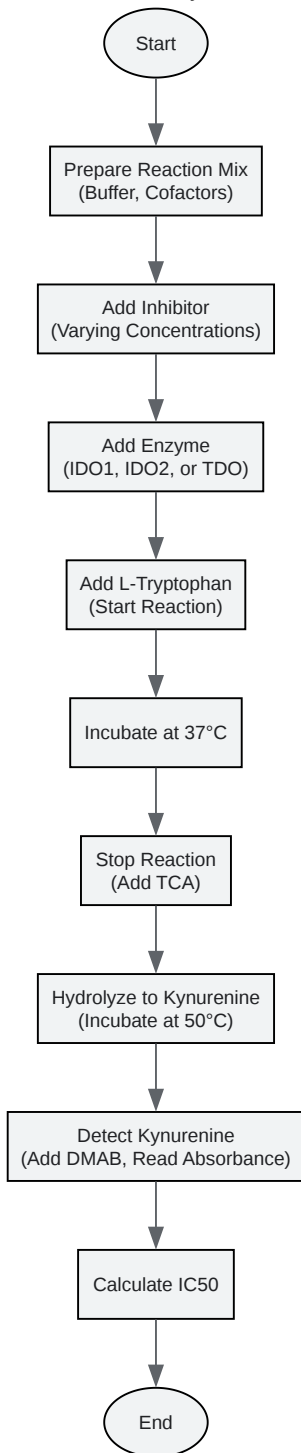 Start
Prepare Reaction Mix
(Buffer, Cofactors)
Add Inhibitor
(Varying Concentrations)
Add Enzyme
(IDO1, IDO2, or TDO)
Add L-Tryptophan
(Start Reaction)
Incubate at 37°C
Stop Reaction
(Add TCA)
Hydrolyze to Kynurenine
(Incubate at 50°C)
Detect Kynurenine
(Add DMAB, Read Absorbance)
Calculate IC50
End